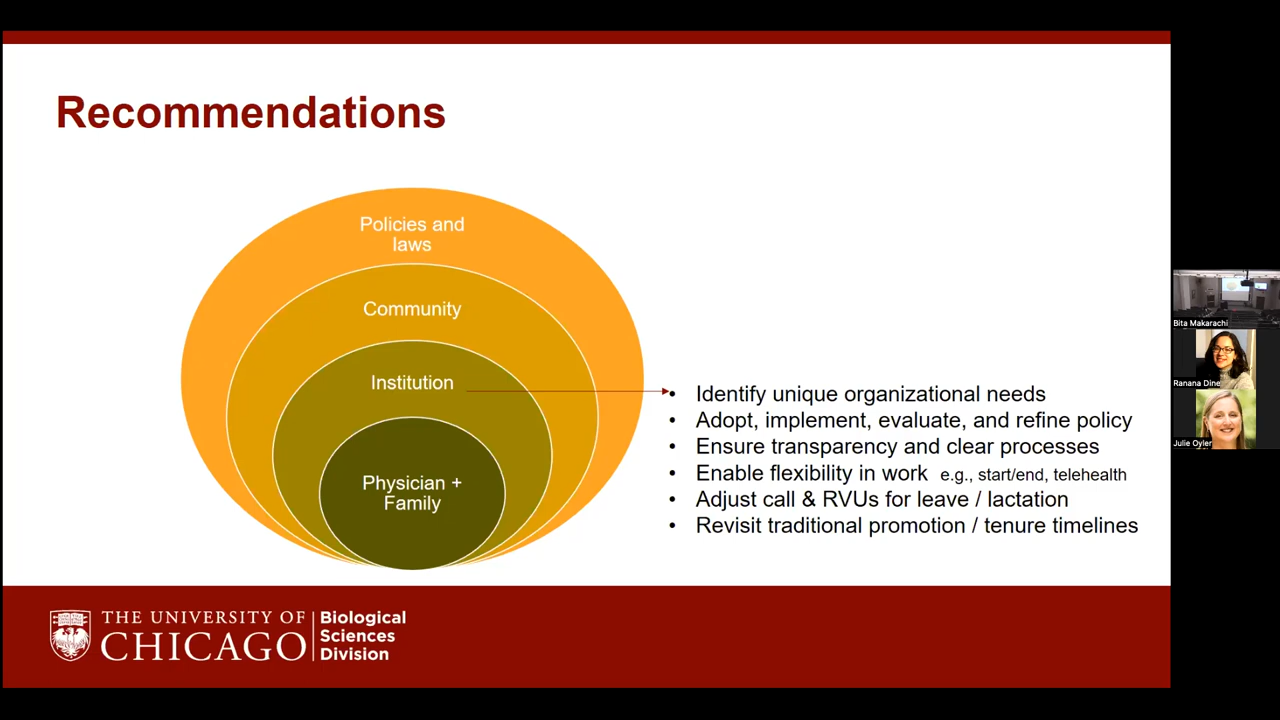 Recommendations
Policies and
laws
Community
Institution
Physician +
Family
• Identify unique organizational needs
• Adopt, implement, evaluate, and refine policy
• Ensure transparency and clear processes
• Enable flexibility in work e.g., start/end, telehealth
• Adjust call & RVUs for leave / lactation
• Revisit traditional promotion / tenure timelines
Bita Makarachi
Ranana Dine
Julie Oyler
THE UNIVERSITY OF
CHICAGO
Biological
Sciences
Division